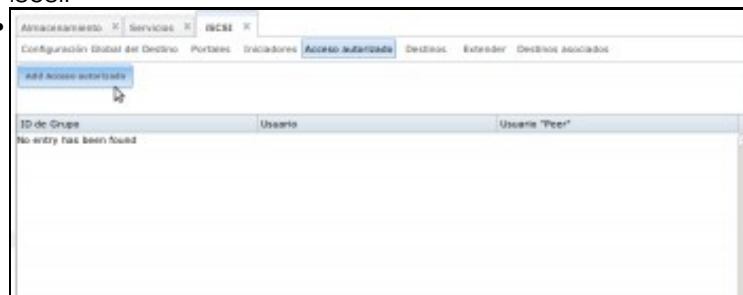 iSCSI.
Almacenamiento Servicios iSCSI
Configuración Global del Destino Portales Iniciadores Acceso autorizado Destinos Extender Destinos asociados
Add Acceso autorizado
ID de Grupo Usuario Usuario "Peer"
No entry has been found